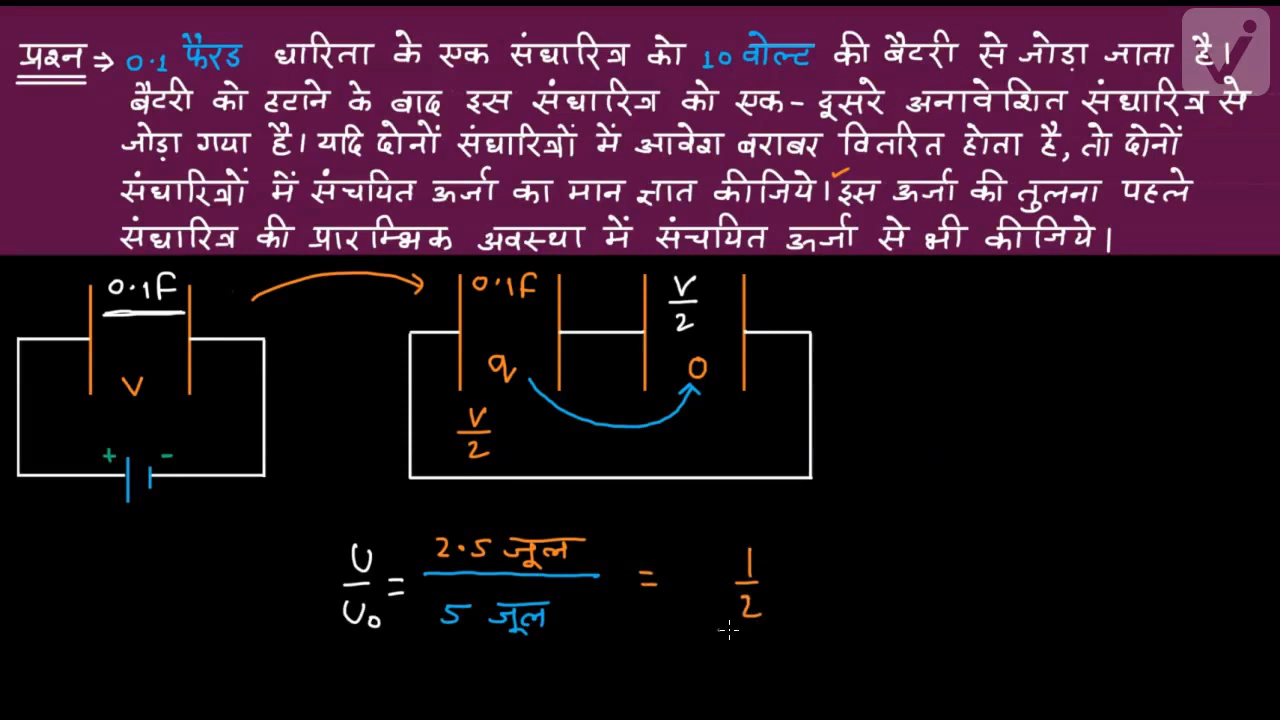 प्रश्न → 0.1 फैरड धारिता के एक संधारित्र को 10 वोल्ट की बैटरी से जोड़ा जाता है।
बैटरी को हटाने के बाद इस संधारित्र को एक - दूसरे अनावेशित संधारित्र से
जोड़ा गया है। यदि दोनों संधारित्रों में आवेश बराबर वितरित होता है, तो दोनों
संधारित्रों में संचयित ऊर्जा का मान ज्ञात कीजिये। इस ऊर्जा की तुलना पहले
संधारित्र की प्रारम्भिक अवस्था में संचयित ऊर्जा से भी कीजिये।
0.1F
V
+ -
0.1F
V/2
q
0
V/2
U/U₀ = 2.5 जूल / 5 जूल = 1/2